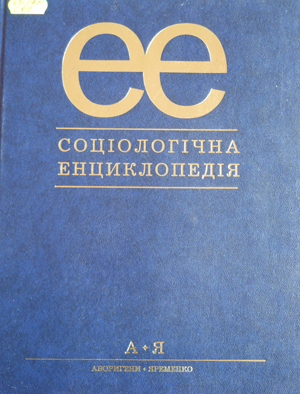 ее
СОЦІОЛОГІЧНА
ЕНЦИКЛОПЕДІЯ
А • Я
АБОРИГЕНИ • ЯРЕМЕНКО